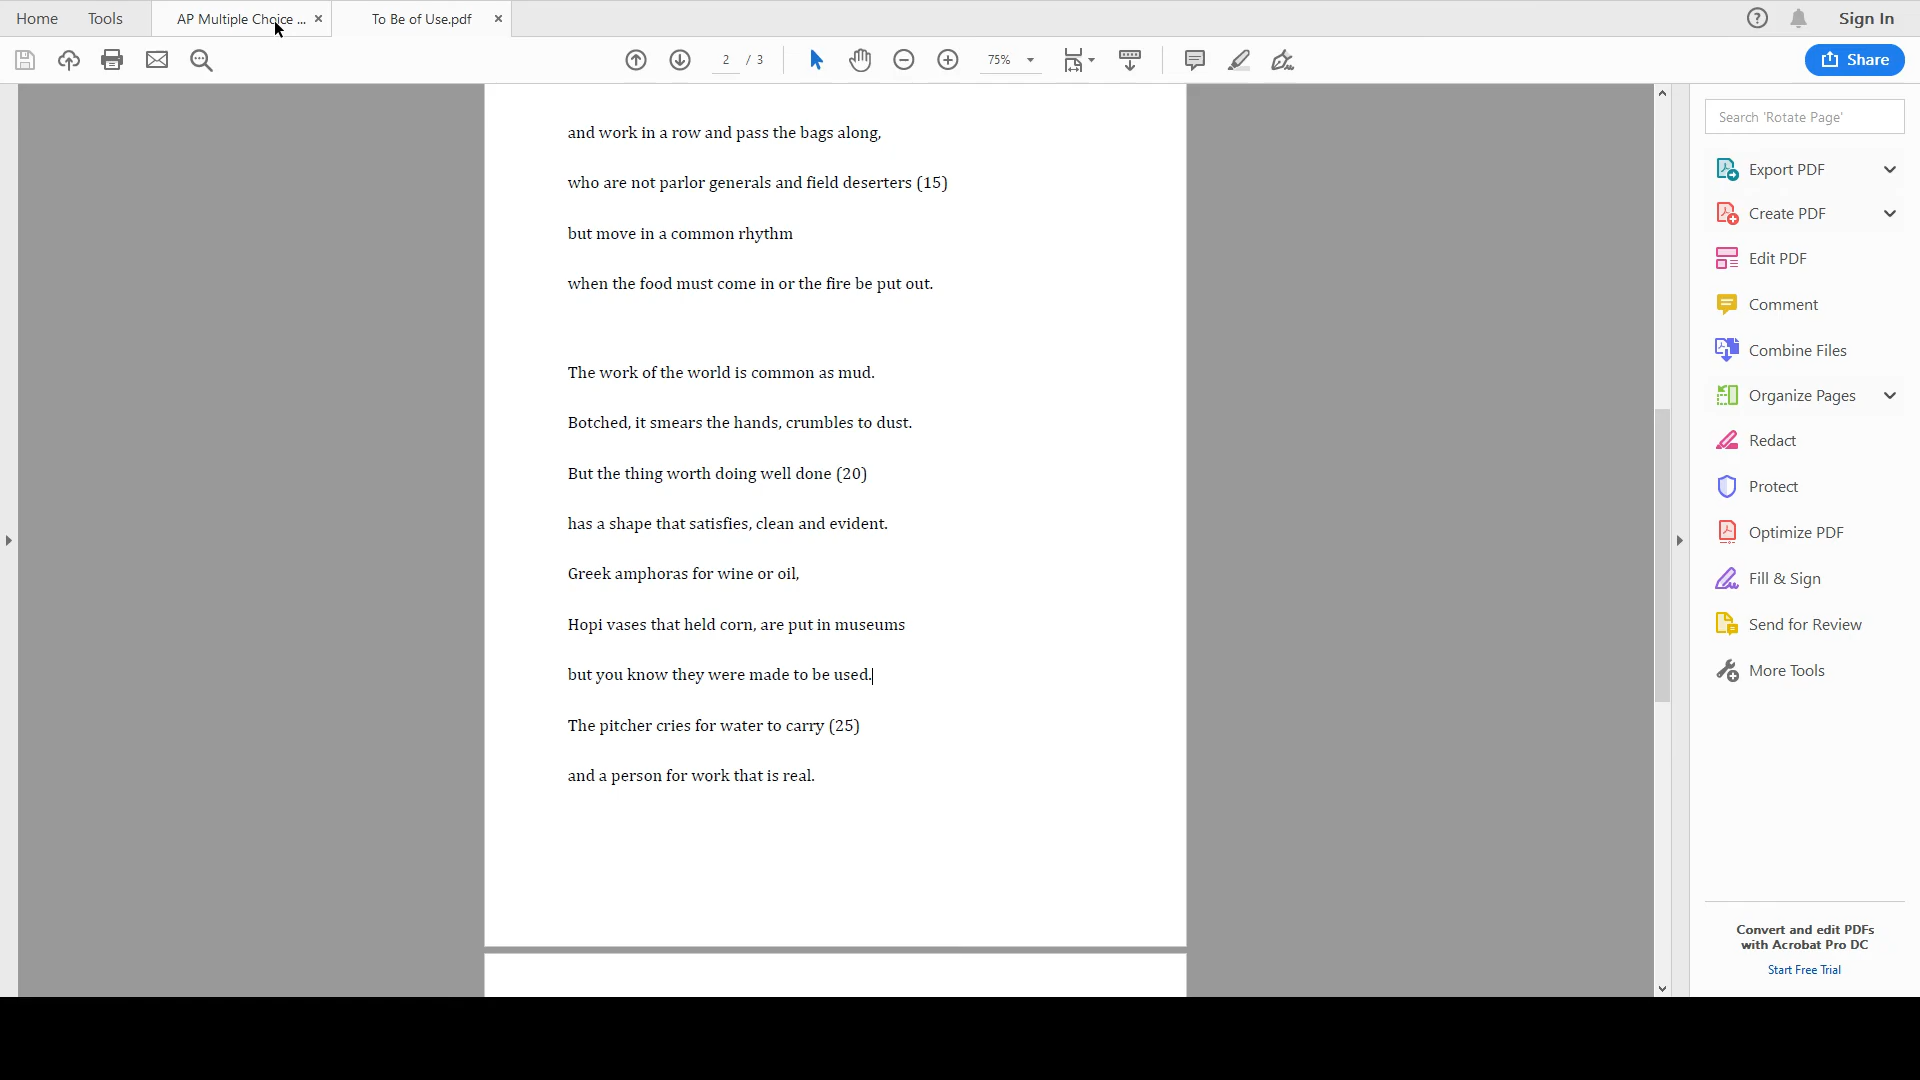 Home Tools AP Multiple Choice ... To Be of Use.pdf Sign In
2 / 3 75% Share
and work in a row and pass the bags along,
who are not parlor generals and field deserters (15)
but move in a common rhythm
when the food must come in or the fire be put out.
The work of the world is common as mud.
Botched, it smears the hands, crumbles to dust.
But the thing worth doing well done (20)
has a shape that satisfies, clean and evident.
Greek amphoras for wine or oil,
Hopi vases that held corn, are put in museums
but you know they were made to be used.
The pitcher cries for water to carry (25)
and a person for work that is real.
Search 'Rotate Page'
Export PDF
Create PDF
Edit PDF
Comment
Combine Files
Organize Pages
Redact
Protect
Optimize PDF
Fill & Sign
Send for Review
More Tools
Convert and edit PDFs
with Acrobat Pro DC
Start Free Trial